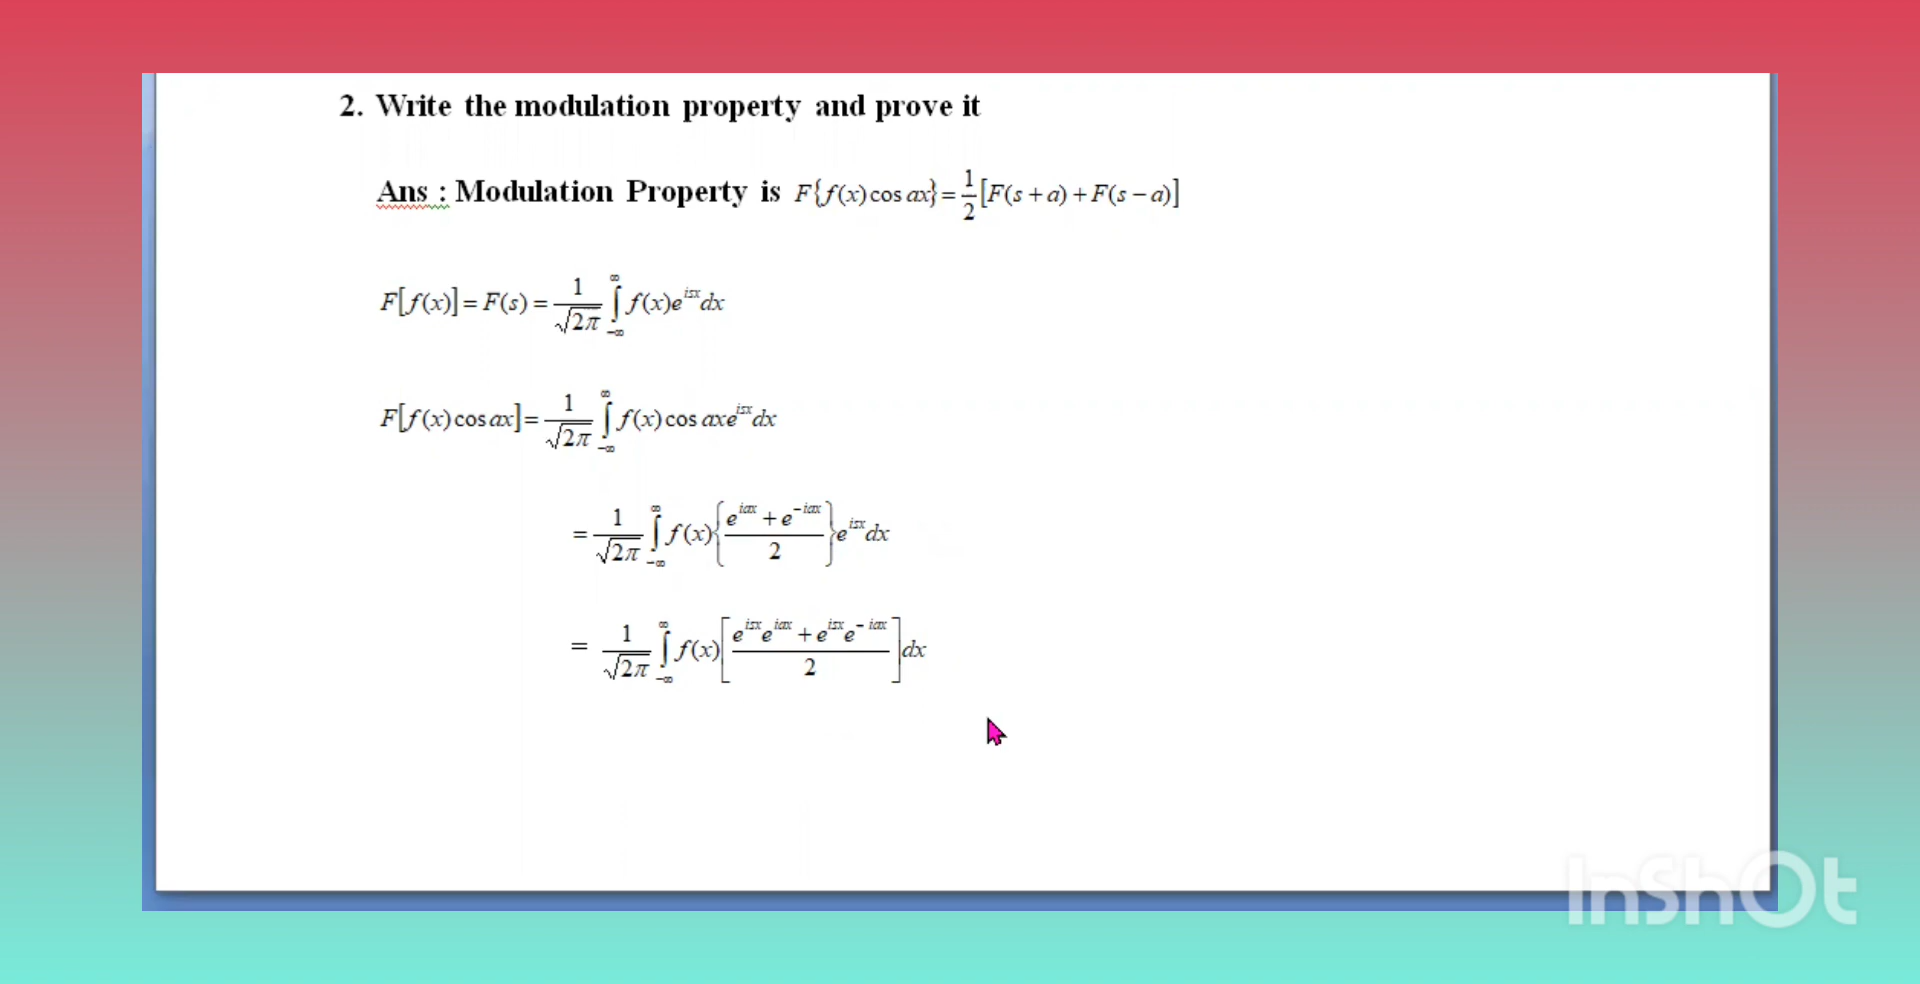 2. Write the modulation property and prove it
Ans : Modulation Property is F{f(x)cos ax} = 1/2 [F(s + a) + F(s − a)]
F[f(x)] = F(s) = 1/√2π ∫_{−∞}^{∞} f(x)e^{isx} dx
F[f(x)cos ax] = 1/√2π ∫_{−∞}^{∞} f(x)cos axe^{isx} dx
= 1/√2π ∫_{−∞}^{∞} f(x){(e^{iax} + e^{−iax})/2}e^{isx} dx
= 1/√2π ∫_{−∞}^{∞} f(x)[(e^{isx}e^{iax} + e^{isx}e^{−iax})/2]dx
InShOt